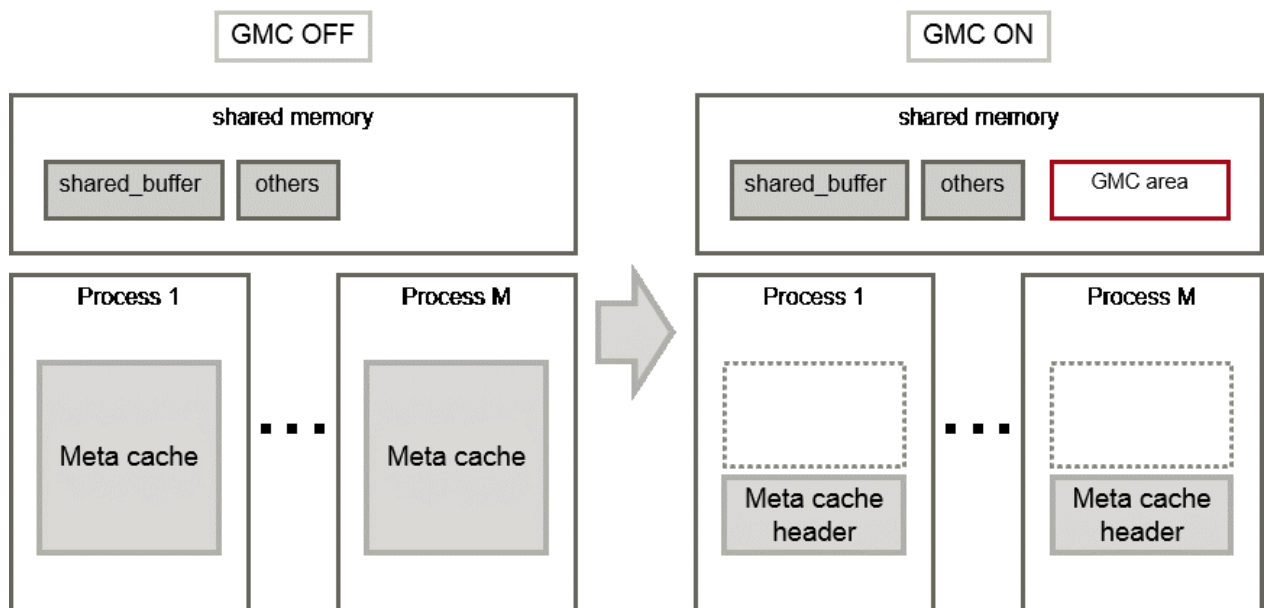 GMC OFF
GMC ON
shared memory
shared_buffer
others
shared memory
shared_buffer
others
GMC area
Process 1
Process M
Meta cache
Meta cache
Process 1
Process M
Meta cache
header
Meta cache
header